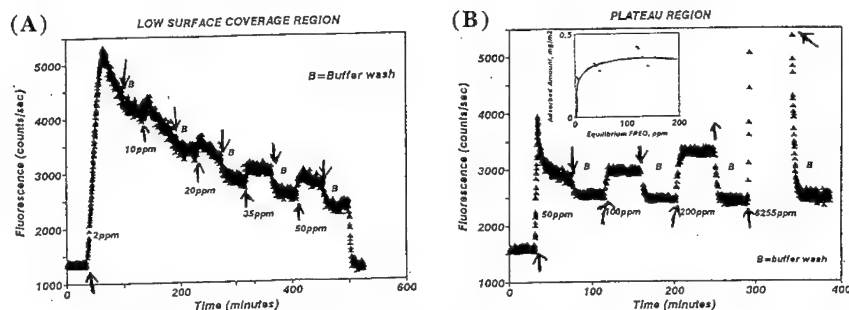 (A)
LOW SURFACE COVERAGE REGION
Fluorescence (counts/sec)
5000
4000
3000
2000
1000
B=Buffer wash
B
10ppm
B
20ppm
B
35ppm
B
50ppm
B
2ppm
0
200
400
600
Time (minutes)
(B)
PLATEAU REGION
Fluorescence (counts/sec)
5000
4000
3000
2000
1000
Adsorbed Amount, mg/m2
0,5
0
0
100
200
Equilibrium FREQ, ppm
50ppm
B
100ppm
B
200ppm
B
6255ppm
B
B=buffer wash
0
100
200
300
400
Time (minutes)